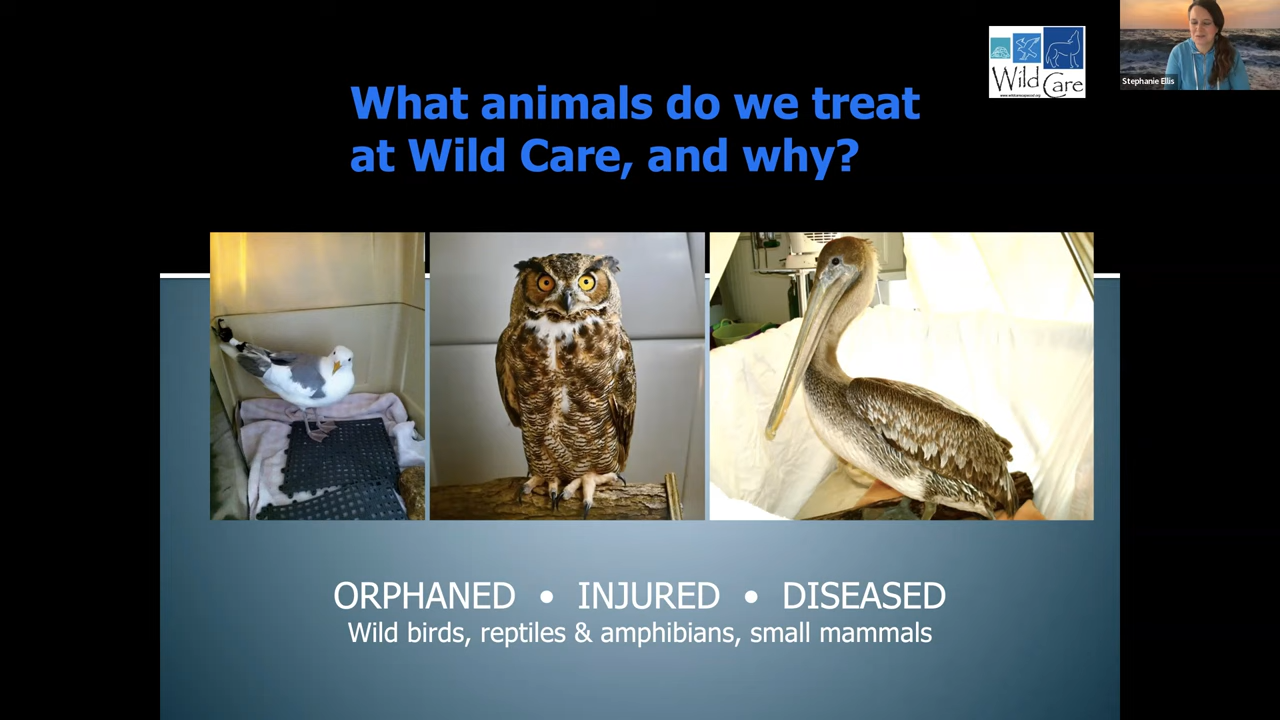 What animals do we treat
at Wild Care, and why?
Wild Care
Stephanie Ellis
ORPHANED • INJURED • DISEASED
Wild birds, reptiles & amphibians, small mammals